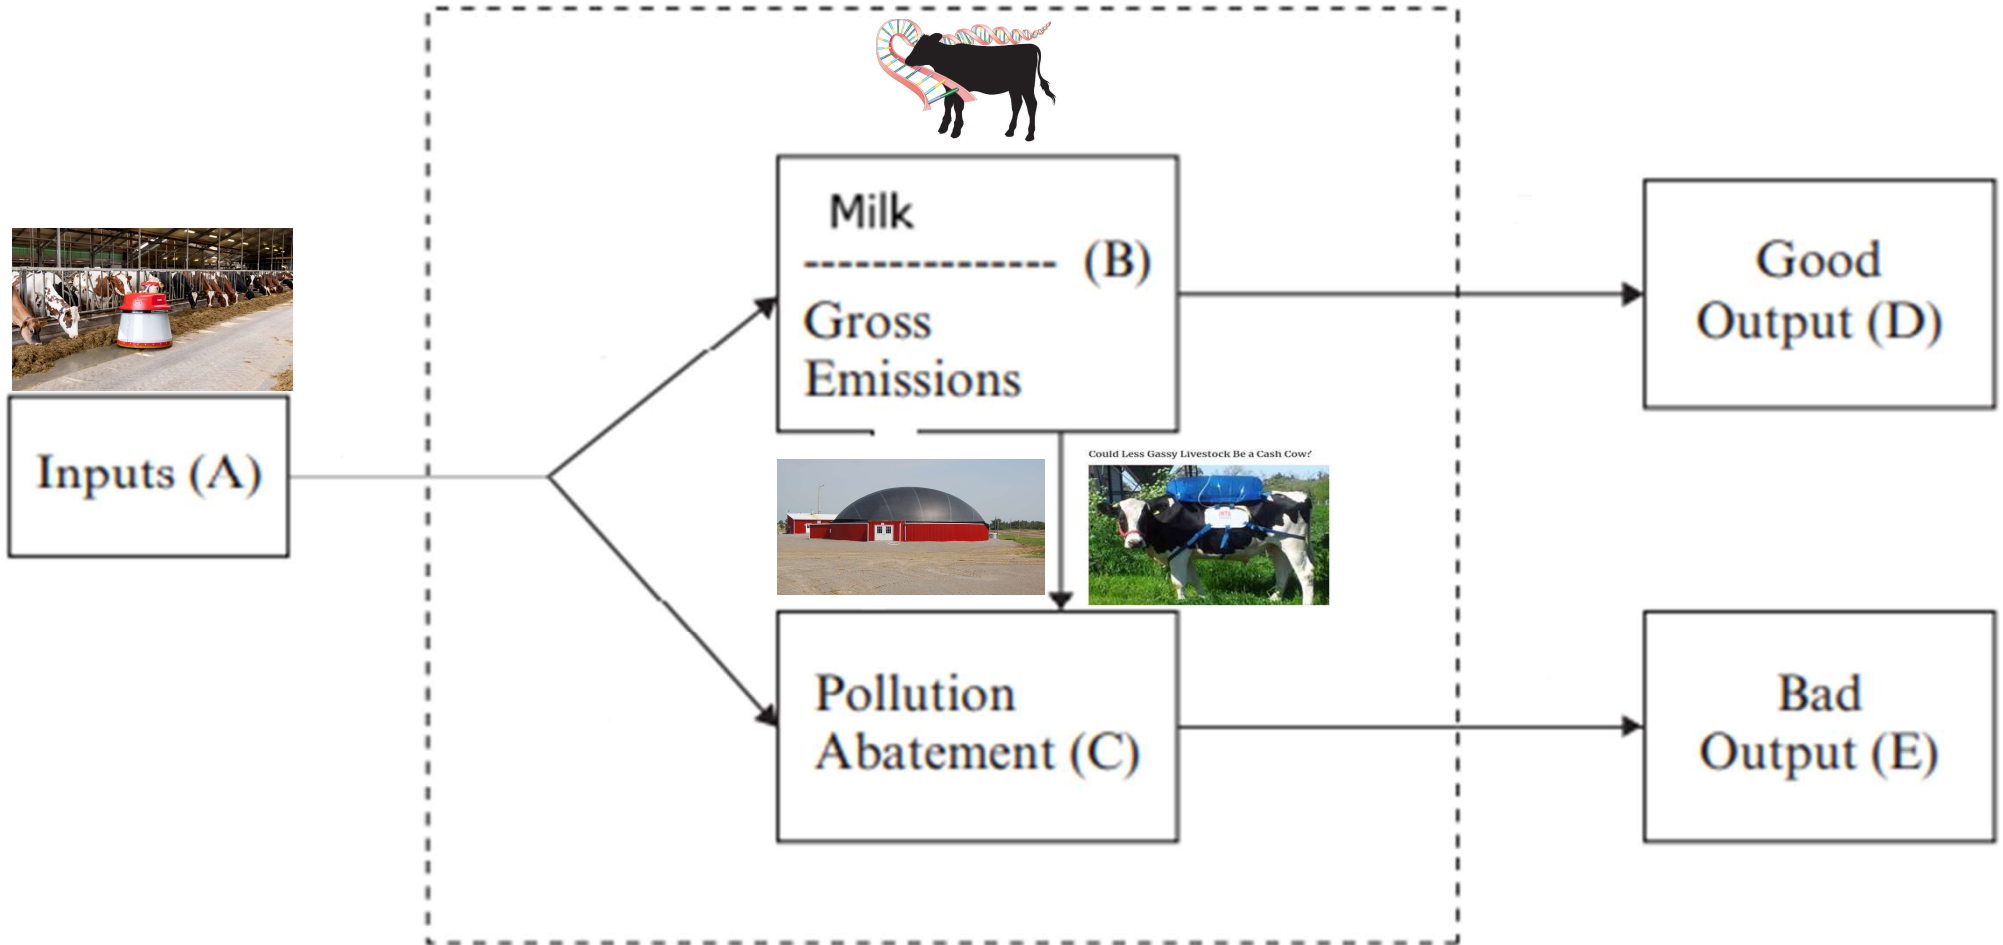 Milk
(B)
Gross
Emissions
Good
Output (D)
Inputs (A)
Could Less Gassy Livestock Be a Cash Cow?
Pollution
Abatement (C)
Bad
Output (E)